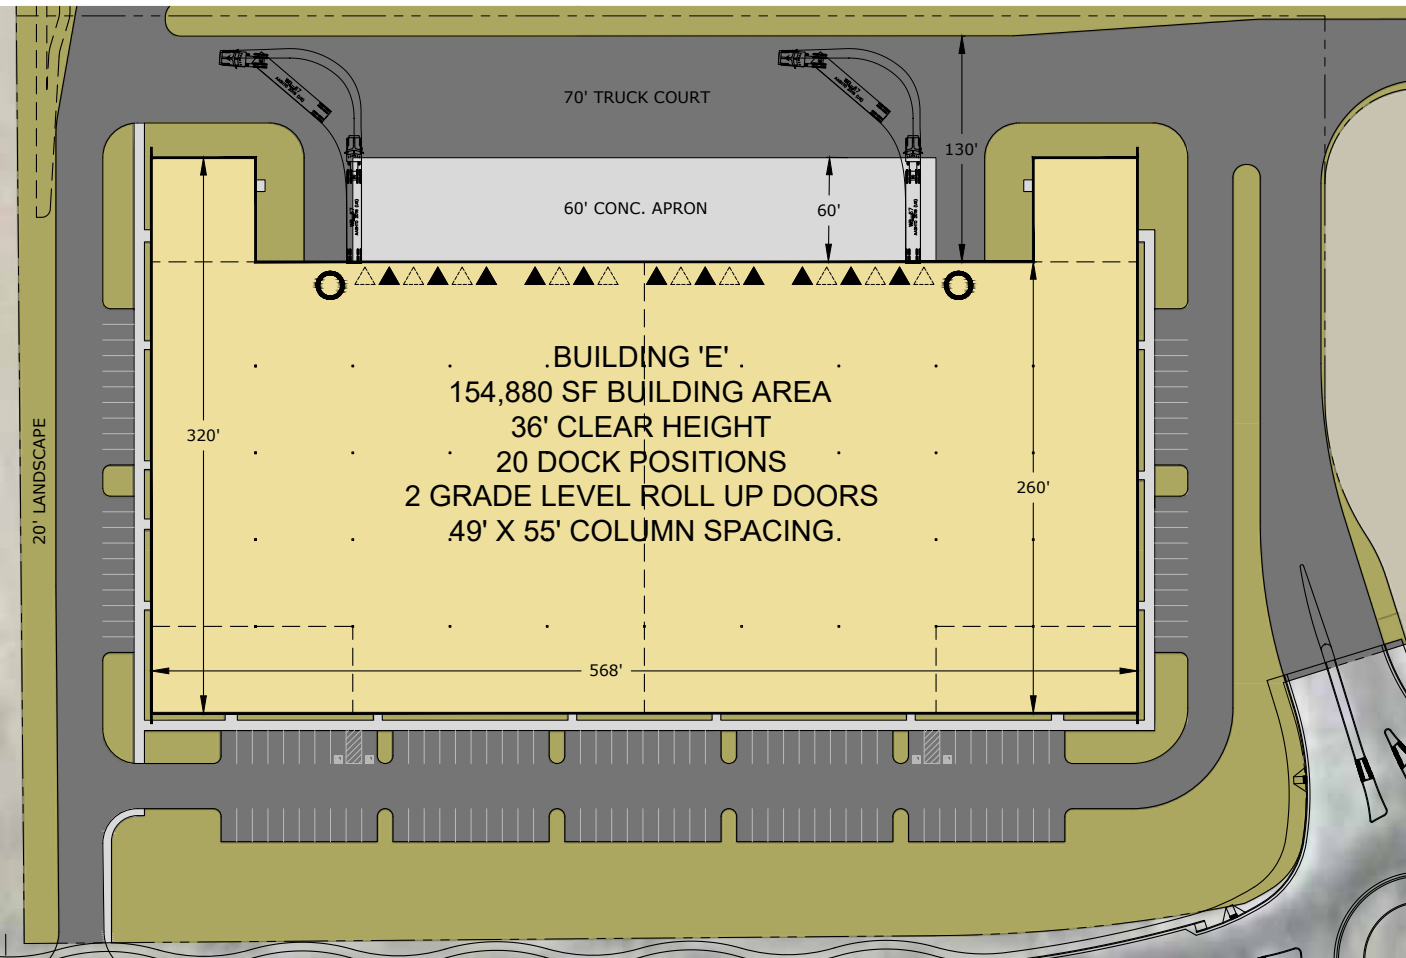 70' TRUCK COURT
130'
60' CONC. APRON
60'
BUILDING 'E'
154,880 SF BUILDING AREA
36' CLEAR HEIGHT
20 DOCK POSITIONS
2 GRADE LEVEL ROLL UP DOORS
49' X 55' COLUMN SPACING
320'
260'
20' LANDSCAPE
568'